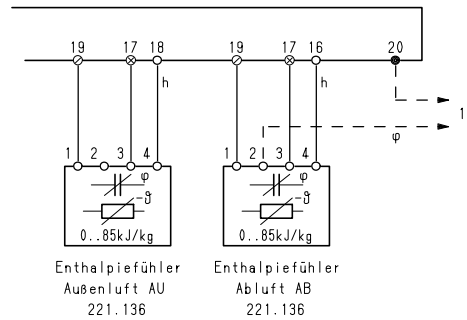 19 17 18 19 17 16 20
h h
1
φ
1 2 3 4 1 2 3 4
φ φ
-ϑ -ϑ
0..85kJ/kg 0..85kJ/kg
Enthalpiefühler Enthalpiefühler
Außenluft AU Abluft AB
221.136 221.136